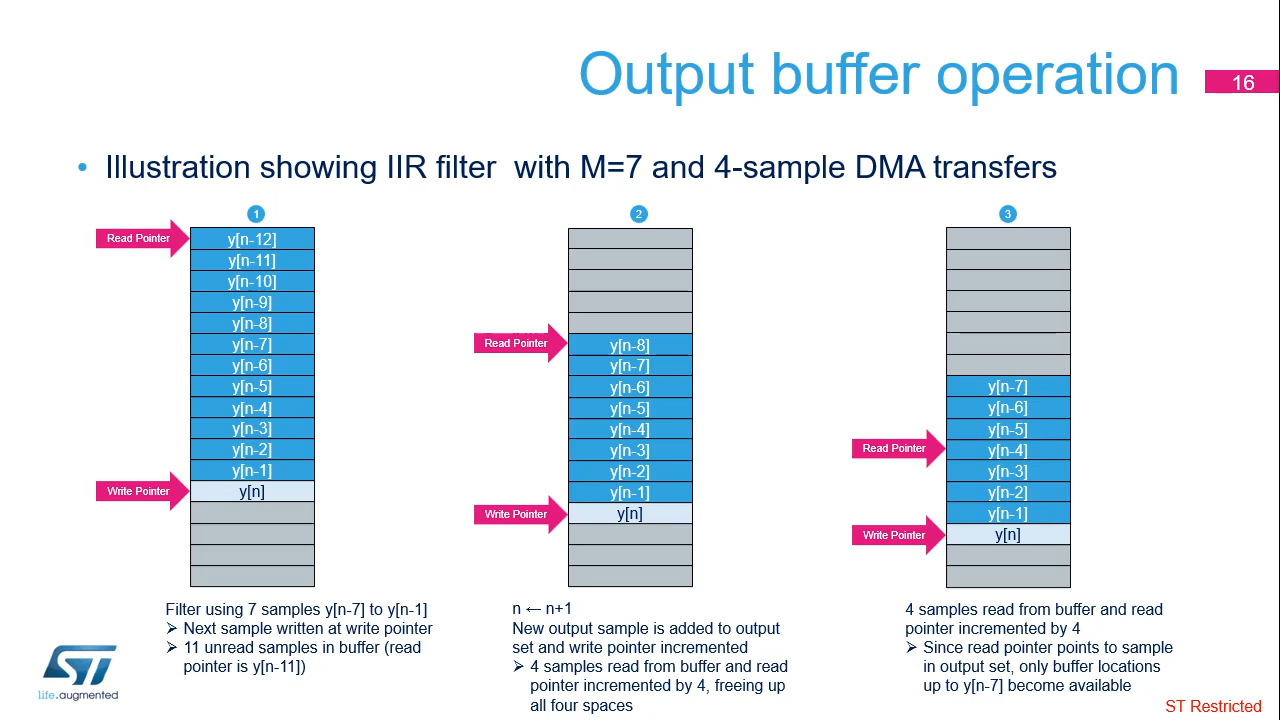 Output buffer operation
16
• Illustration showing IIR filter with M=7 and 4-sample DMA transfers
1
Read Pointer
y[n-12]
y[n-11]
y[n-10]
y[n-9]
y[n-8]
y[n-7]
y[n-6]
y[n-5]
y[n-4]
y[n-3]
y[n-2]
y[n-1]
Write Pointer
y[n]
Filter using 7 samples y[n-7] to y[n-1]
➢ Next sample written at write pointer
➢ 11 unread samples in buffer (read
pointer is y[n-11])
2
Read Pointer
y[n-8]
y[n-7]
y[n-6]
y[n-5]
y[n-4]
y[n-3]
y[n-2]
y[n-1]
Write Pointer
y[n]
n ← n+1
New output sample is added to output
set and write pointer incremented
➢ 4 samples read from buffer and read
pointer incremented by 4, freeing up
all four spaces
3
y[n-7]
y[n-6]
y[n-5]
Read Pointer
y[n-4]
y[n-3]
y[n-2]
y[n-1]
Write Pointer
y[n]
4 samples read from buffer and read
pointer incremented by 4
➢ Since read pointer points to sample
in output set, only buffer locations
up to y[n-7] become available
ST
life.augmented
ST Restricted